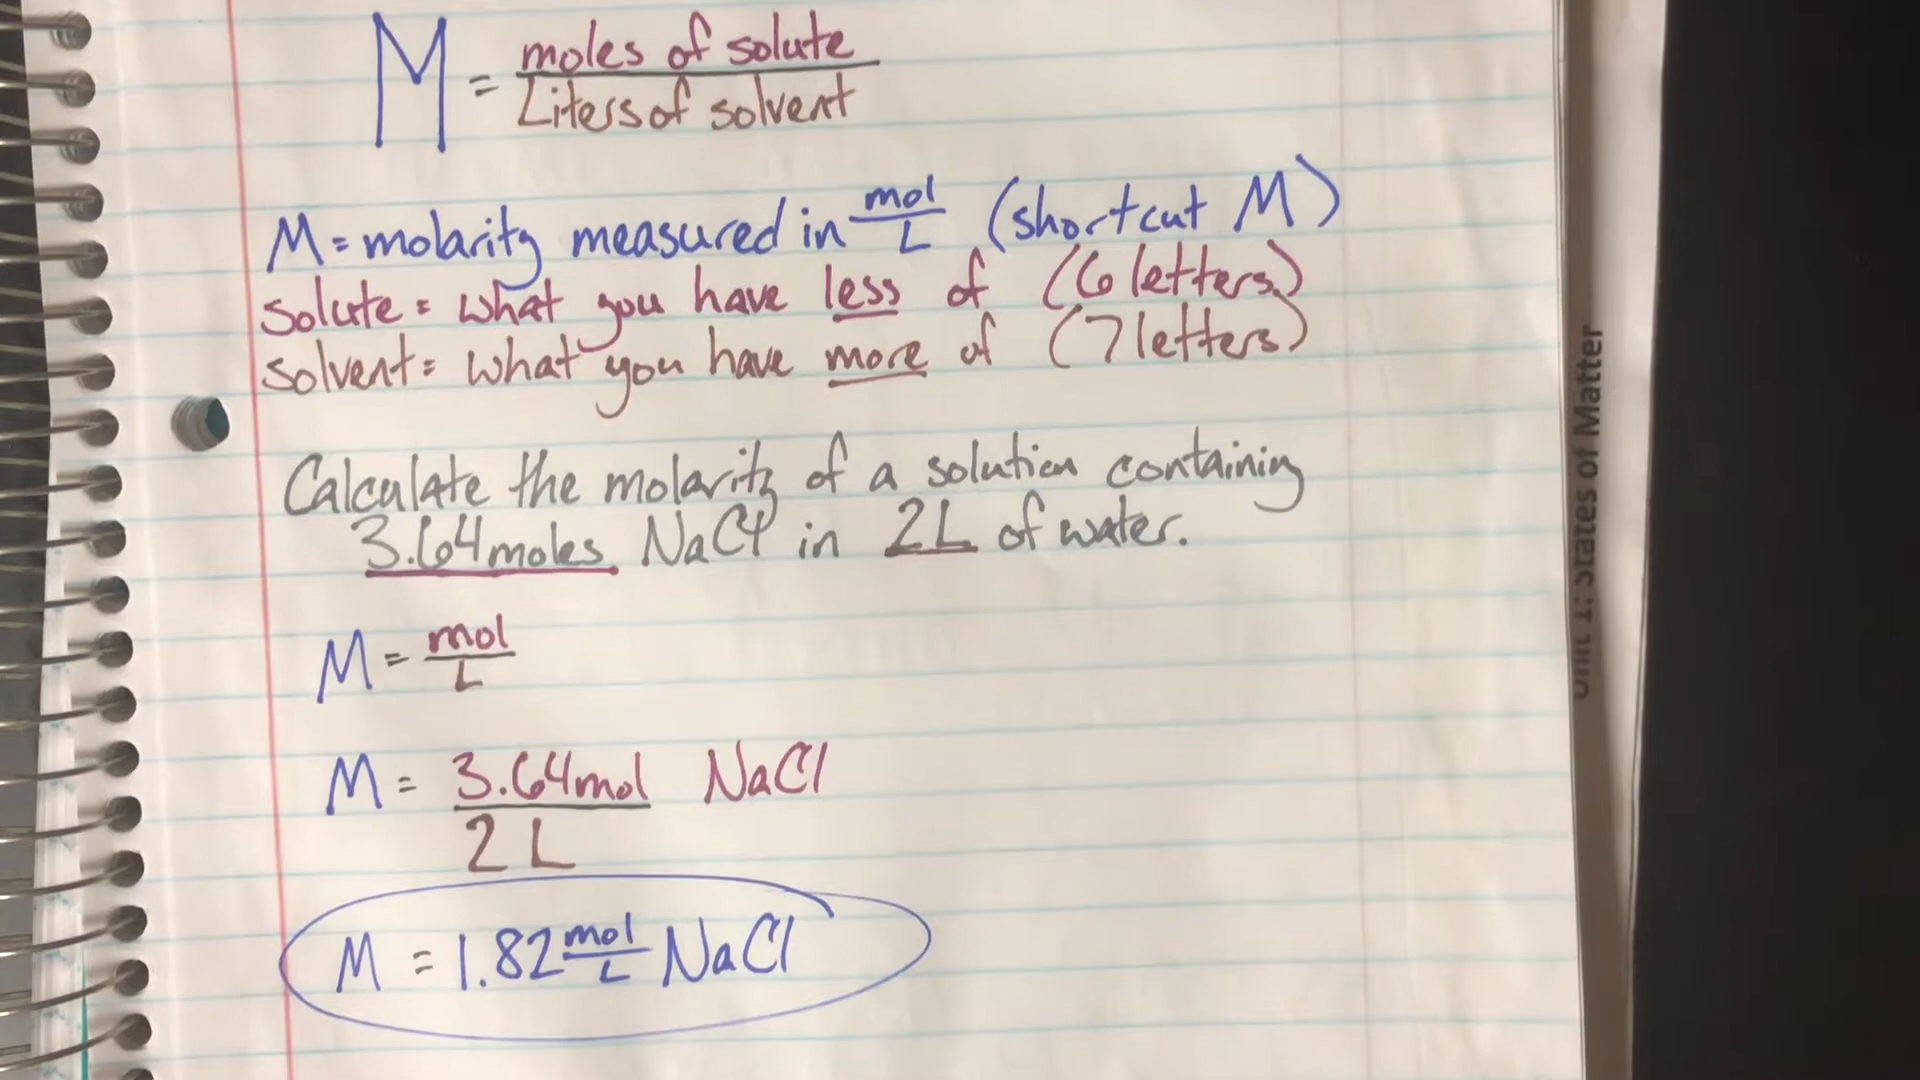 M = moles of solute / Liters of solvent
M = molarity measured in mol/L (shortcut M)
solute = what you have less of (6 letters)
solvent = what you have more of (7 letters)
Calculate the molarity of a solution containing
3.64 moles NaCl in 2L of water.
M = mol/L
M = 3.64 mol NaCl / 2 L
M = 1.82 mol/L NaCl
Unit 1: States of Matter